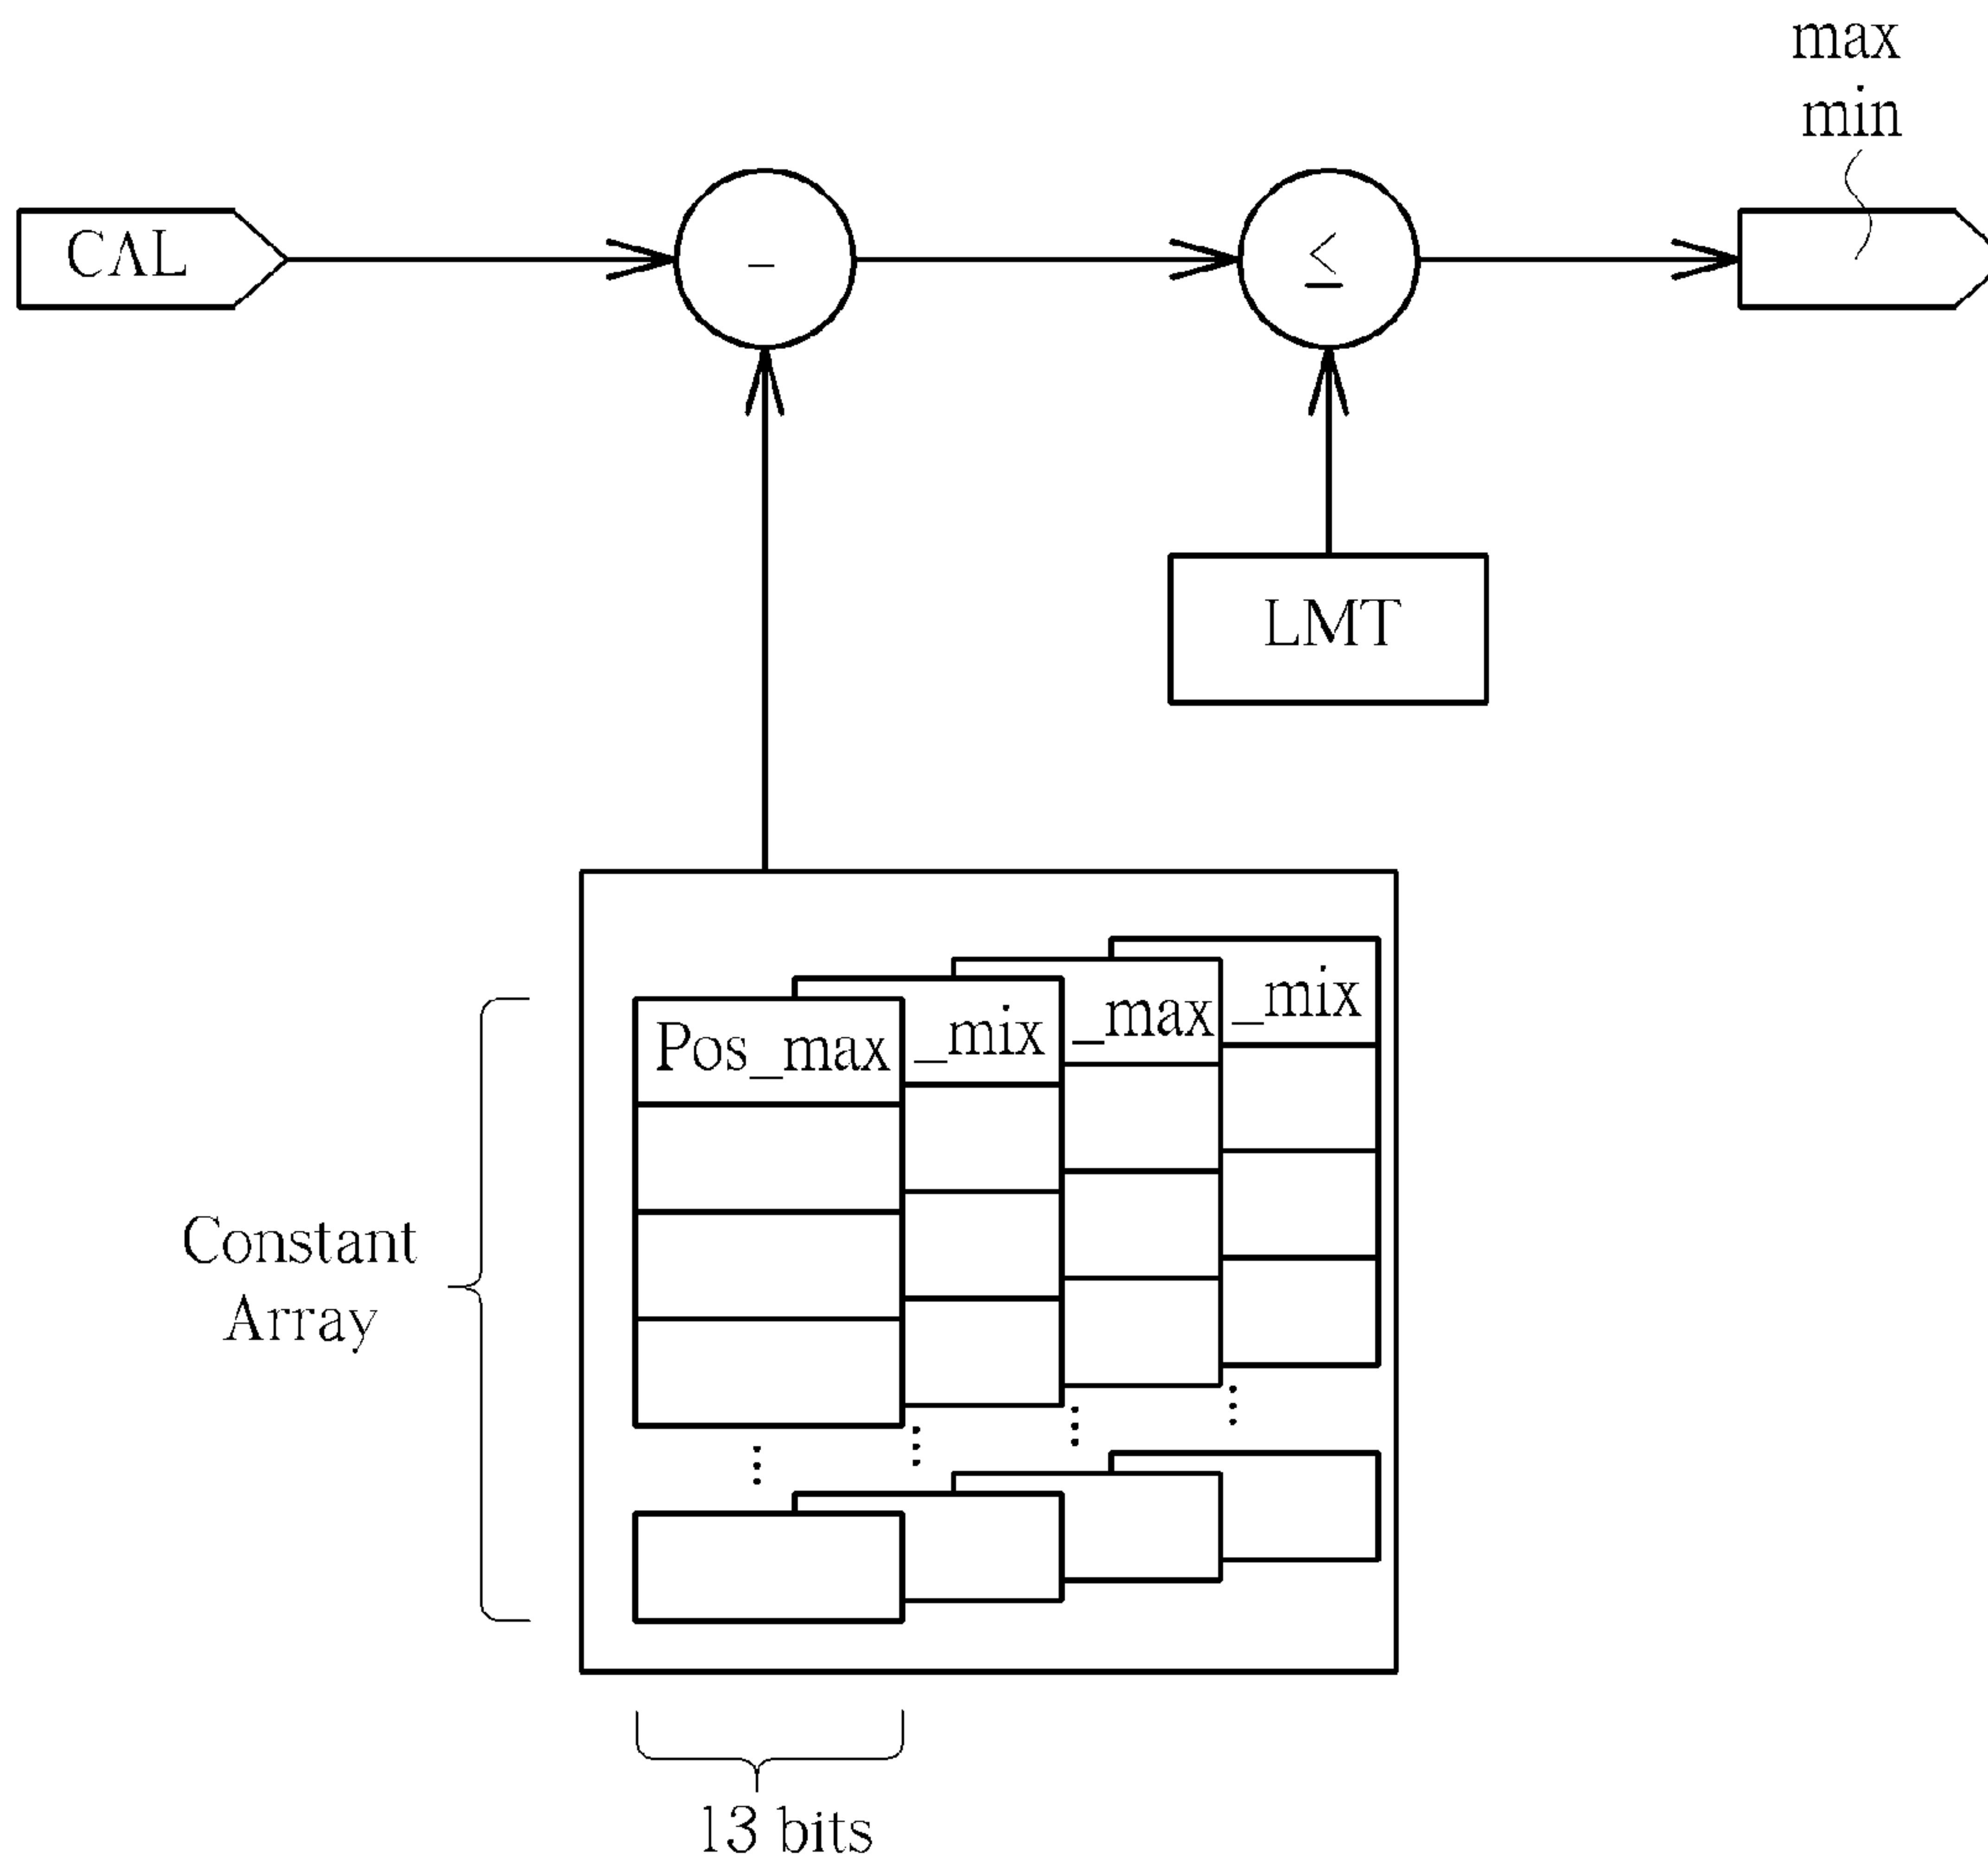 max
min
CAL
–
≤
LMT
Pos_max
_mix
_max
_mix
Constant
Array
13 bits